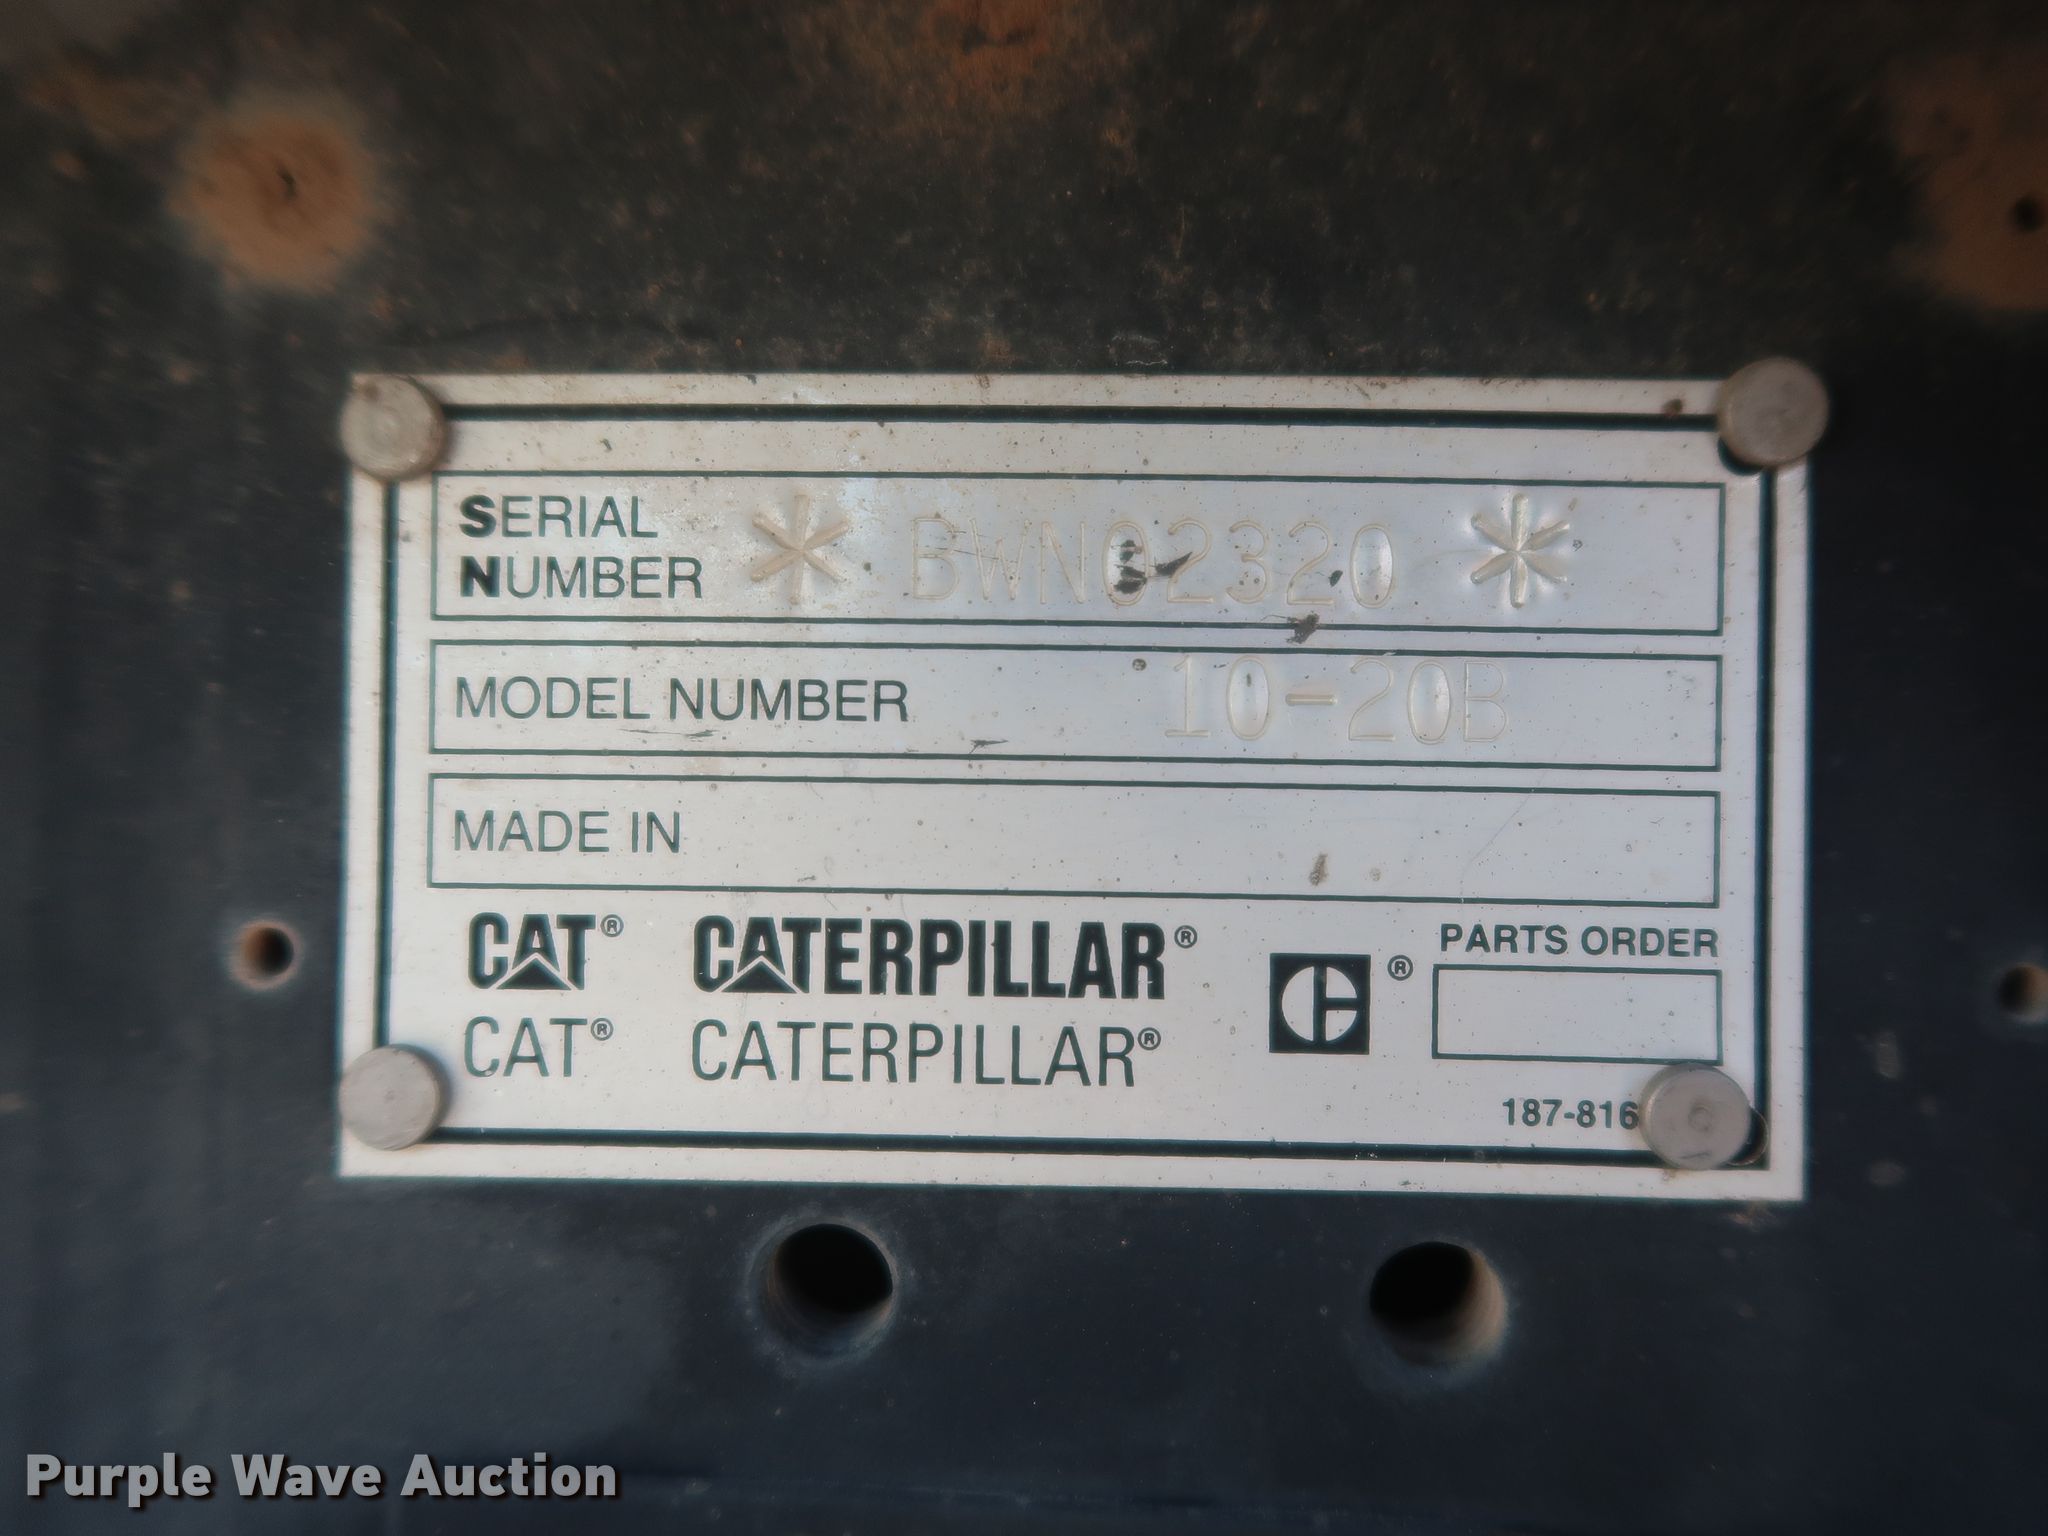 SERIAL
NUMBER * BWN02320 *
MODEL NUMBER 10-20B
MADE IN
CAT® CATERPILLAR® ®
CAT® CATERPILLAR®
PARTS ORDER
187-816
Purple Wave Auction